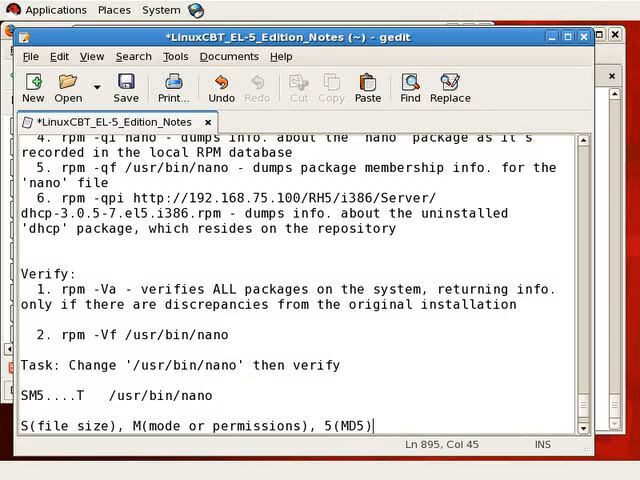 Applications Places System
*LinuxCBT_EL-5_Edition_Notes (~) - gedit
File Edit View Search Tools Documents Help
New Open Save Print... Undo Redo Cut Copy Paste Find Replace
*LinuxCBT_EL-5_Edition_Notes
4. rpm -qi nano - dumps info. about the 'nano' package as it's
recorded in the local RPM database
5. rpm -qf /usr/bin/nano - dumps package membership info. for the
'nano' file
6. rpm -qpi http://192.168.75.100/RH5/i386/Server/
dhcp-3.0.5-7.el5.i386.rpm - dumps info. about the uninstalled
'dhcp' package, which resides on the repository
Verify:
1. rpm -Va - verifies ALL packages on the system, returning info.
only if there are discrepancies from the original installation
2. rpm -Vf /usr/bin/nano
Task: Change '/usr/bin/nano' then verify
SM5....T /usr/bin/nano
S(file size), M(mode or permissions), 5(MD5)
Ln 895, Col 45 INS